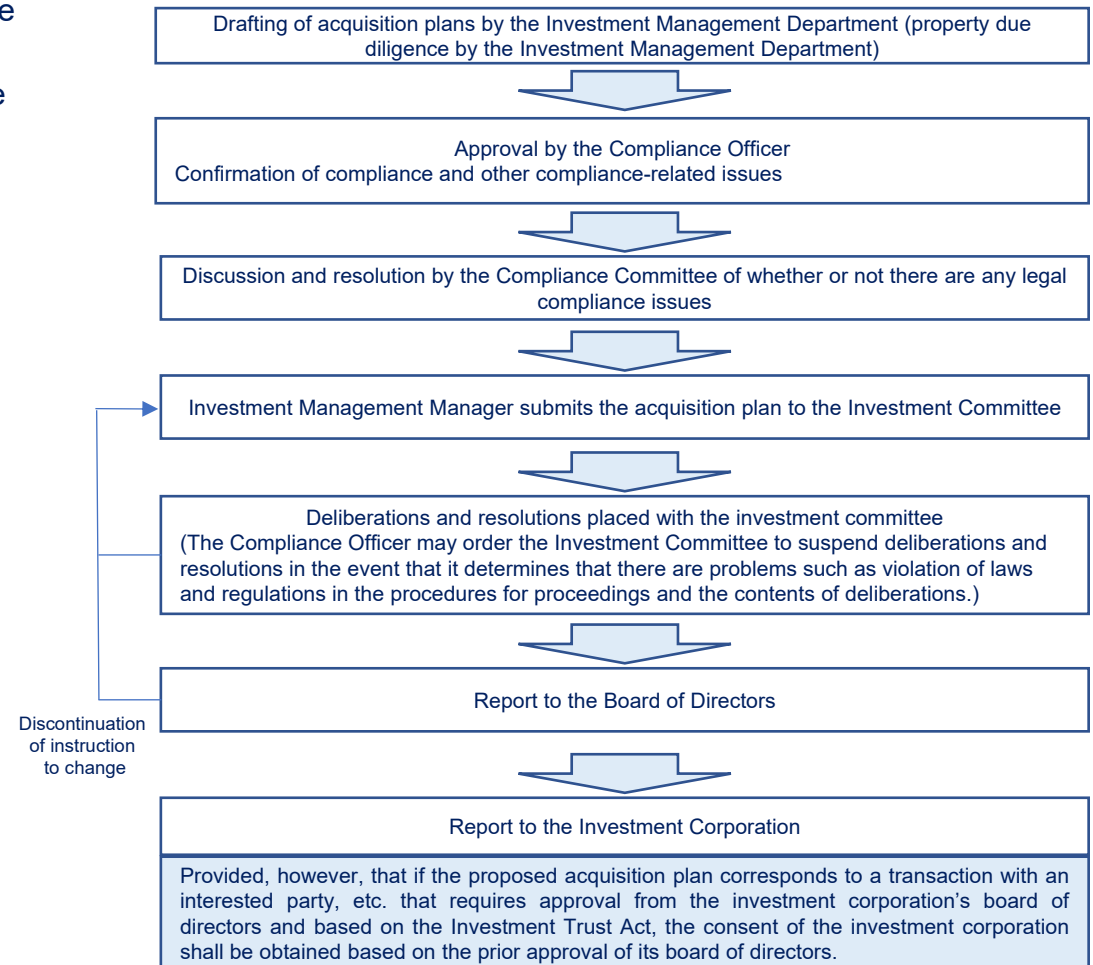 e
e
Drafting of acquisition plans by the Investment Management Department (property due
diligence by the Investment Management Department)
Approval by the Compliance Officer
Confirmation of compliance and other compliance-related issues
Discussion and resolution by the Compliance Committee of whether or not there are any legal
compliance issues
Investment Management Manager submits the acquisition plan to the Investment Committee
Deliberations and resolutions placed with the investment committee
(The Compliance Officer may order the Investment Committee to suspend deliberations and
resolutions in the event that it determines that there are problems such as violation of laws
and regulations in the procedures for proceedings and the contents of deliberations.)
Report to the Board of Directors
Discontinuation
of instruction
to change
Report to the Investment Corporation
Provided, however, that if the proposed acquisition plan corresponds to a transaction with an
interested party, etc. that requires approval from the investment corporation's board of
directors and based on the Investment Trust Act, the consent of the investment corporation
shall be obtained based on the prior approval of its board of directors.